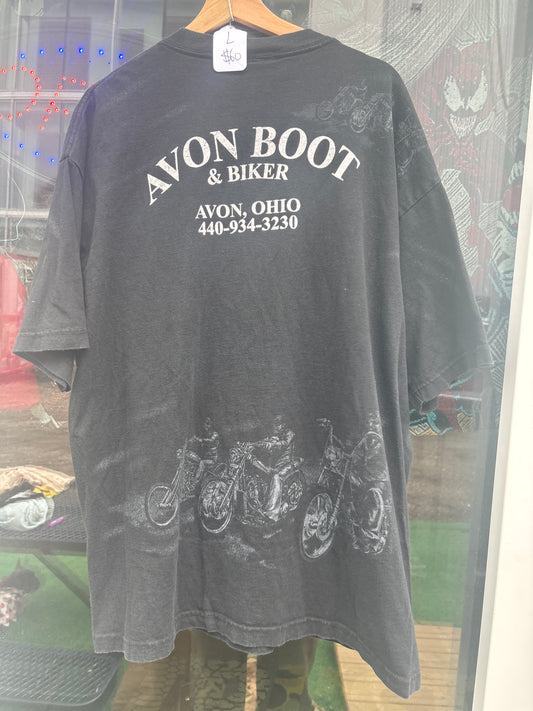 L
$60
AVON BOOT
& BIKER
AVON, OHIO
440-934-3230